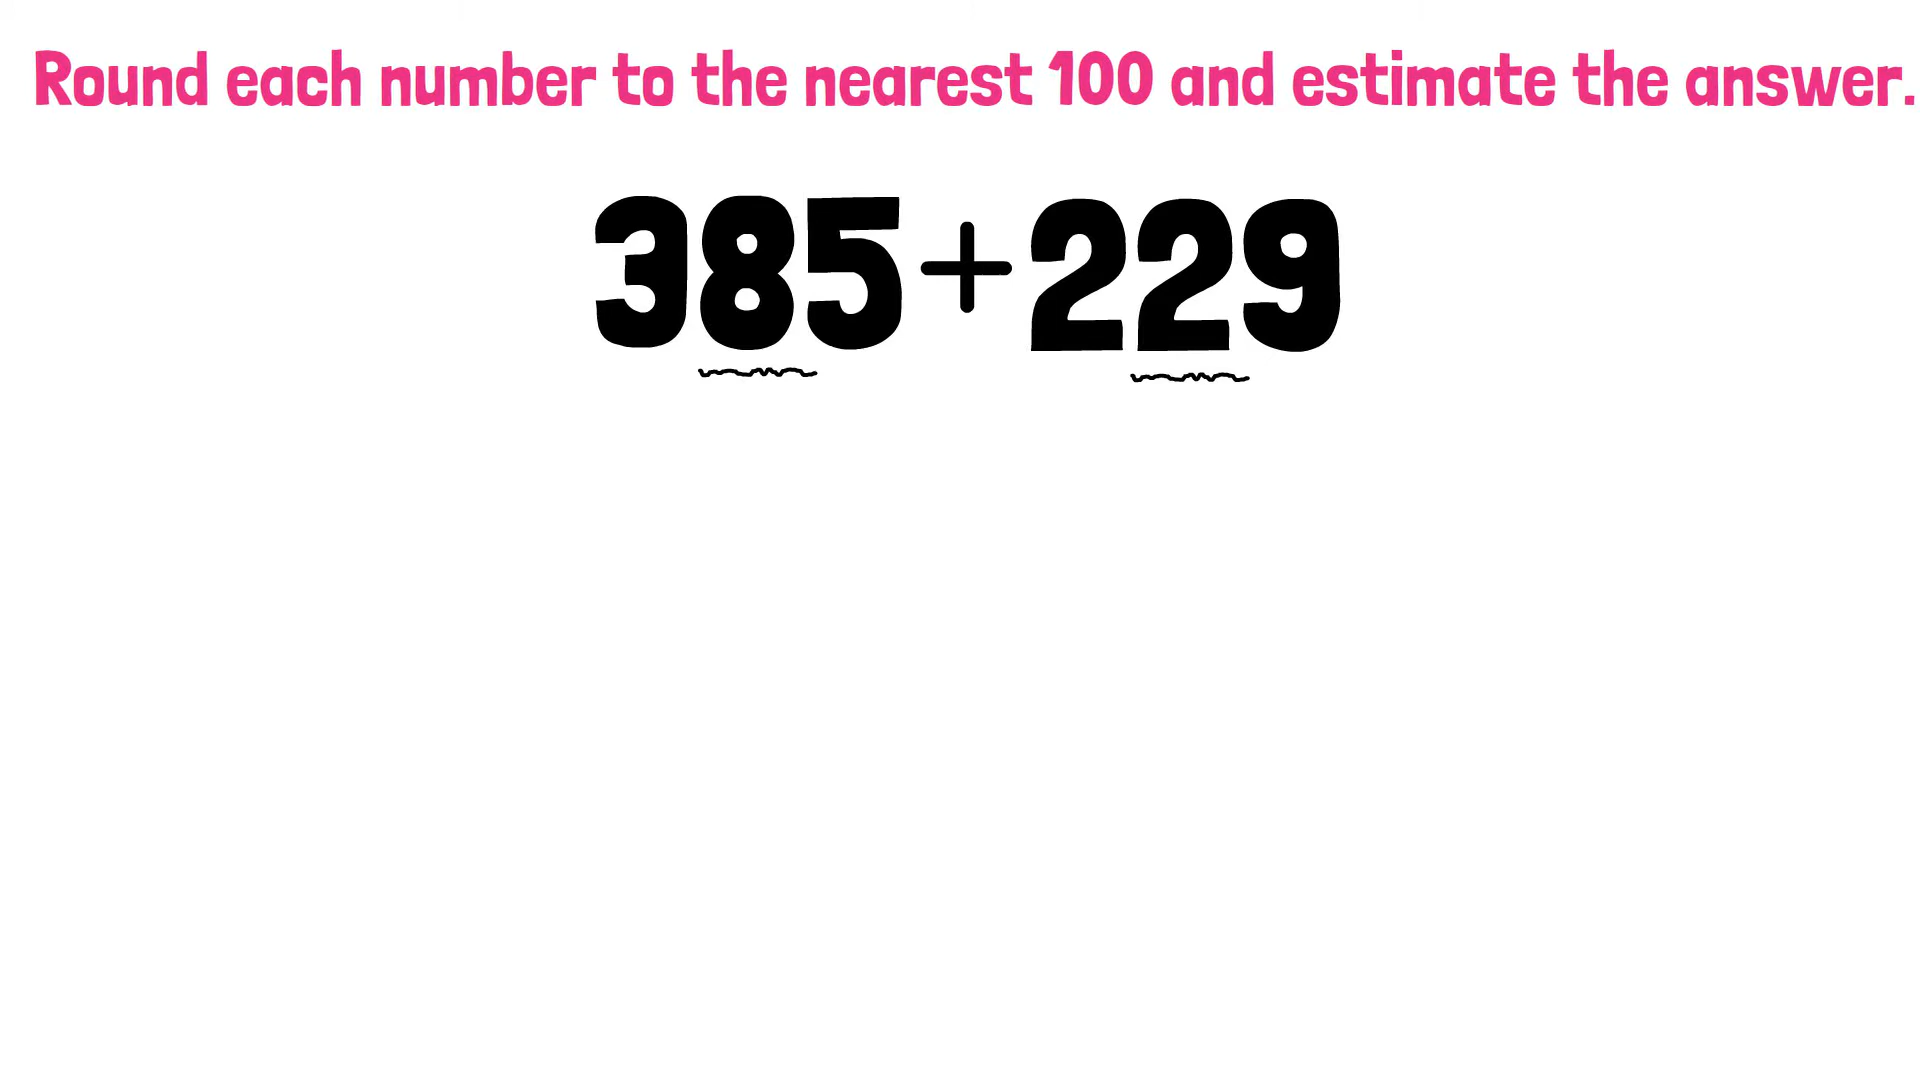 Round each number to the nearest 100 and estimate the answer.
385+229